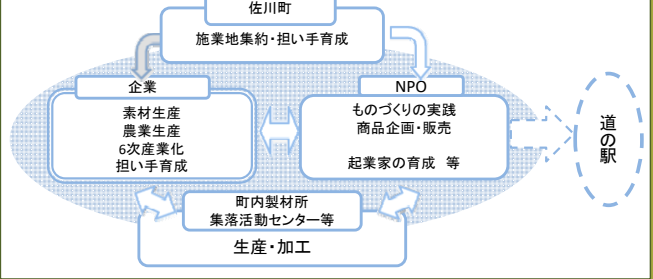 佐川町
施業地集約・担い手育成
企業
素材生産
農業生産
6次産業化
担い手育成
NPO
ものづくりの実践
商品企画・販売
起業家の育成　等
町内製材所
集落活動センター等
生産・加工
道の駅